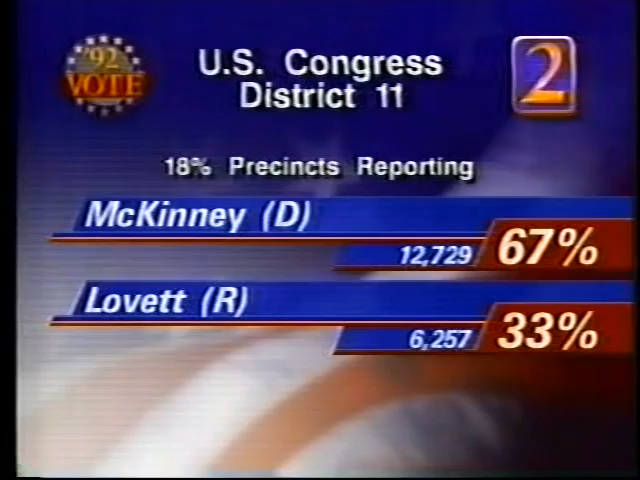 '92
VOTE
U.S. Congress
District 11
2
18% Precincts Reporting
McKinney (D)
12,729 67%
Lovett (R)
6,257 33%